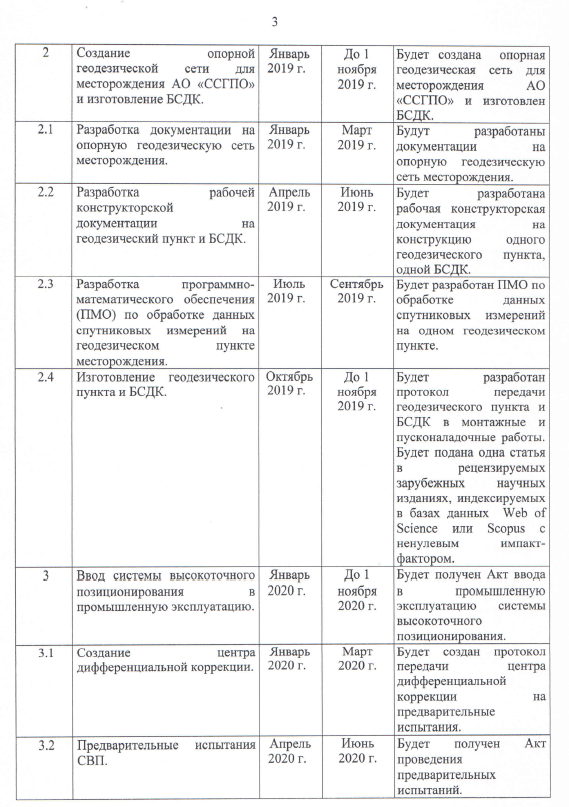 3
2
Создание опорной
геодезической сети для
месторождения АО «ССГПО»
и изготовление БСДК.
Январь
2019 г.
До 1
ноября
2019 г.
Будет создана опорная
геодезическая сеть для
месторождения АО
«ССГПО» и изготовлен
БСДК.
2.1
Разработка документации на
опорную геодезическую сеть
месторождения.
Январь
2019 г.
Март
2019 г.
Будут разработаны
документации на
опорную геодезическую
сеть месторождения.
2.2
Разработка рабочей
конструкторской
документации на
геодезический пункт и БСДК.
Апрель
2019 г.
Июнь
2019 г.
Будет разработана
рабочая конструкторская
документация на
конструкцию одного
геодезического пункта,
одной БСДК.
2.3
Разработка программно-
математического обеспечения
(ПМО) по обработке данных
спутниковых измерений на
геодезическом пункте
месторождения.
Июль
2019 г.
Сентябрь
2019 г.
Будет разработан ПМО по
обработке данных
спутниковых измерений
на одном геодезическом
пункте.
2.4
Изготовление геодезического
пункта и БСДК.
Октябрь
2019 г.
До 1
ноября
2019 г.
Будет разработан
протокол передачи
геодезического пункта и
БСДК в монтажные и
пусконаладочные работы.
Будет подана одна статья
в рецензируемых
зарубежных научных
изданиях, индексируемых
в базах данных Web of
Science или Scopus с
ненулевым импакт-
фактором.
3
Ввод системы высокоточного
позиционирования в
промышленную эксплуатацию.
Январь
2020 г.
До 1
ноября
2020 г.
Будет получен Акт ввода
в промышленную
эксплуатацию системы
высокоточного
позиционирования.
3.1
Создание центра
дифференциальной коррекции.
Январь
2020 г.
Март
2020 г.
Будет создан протокол
передачи центра
дифференциальной
коррекции на
предварительные
испытания.
3.2
Предварительные испытания
СВП.
Апрель
2020 г.
Июнь
2020 г.
Будет получен Акт
проведения
предварительных
испытаний.